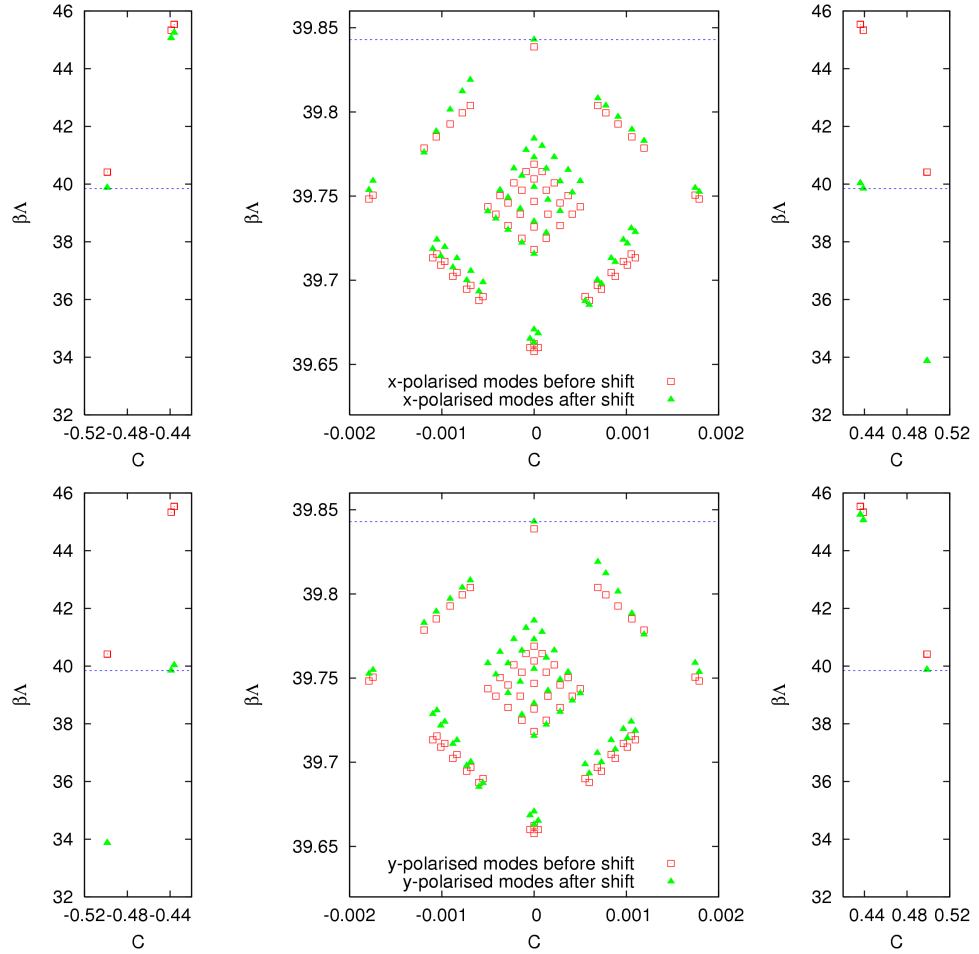 46
44
42
40
38
36
34
32
βΛ
-0.52 -0.48 -0.44
C
39.85
39.8
39.75
39.7
39.65
βΛ
x-polarised modes before shift
x-polarised modes after shift
-0.002 -0.001 0 0.001 0.002
C
46
44
42
40
38
36
34
32
βΛ
0.44 0.48 0.52
C
46
44
42
40
38
36
34
32
βΛ
-0.52 -0.48 -0.44
C
39.85
39.8
39.75
39.7
39.65
βΛ
y-polarised modes before shift
y-polarised modes after shift
-0.002 -0.001 0 0.001 0.002
C
46
44
42
40
38
36
34
32
βΛ
0.44 0.48 0.52
C